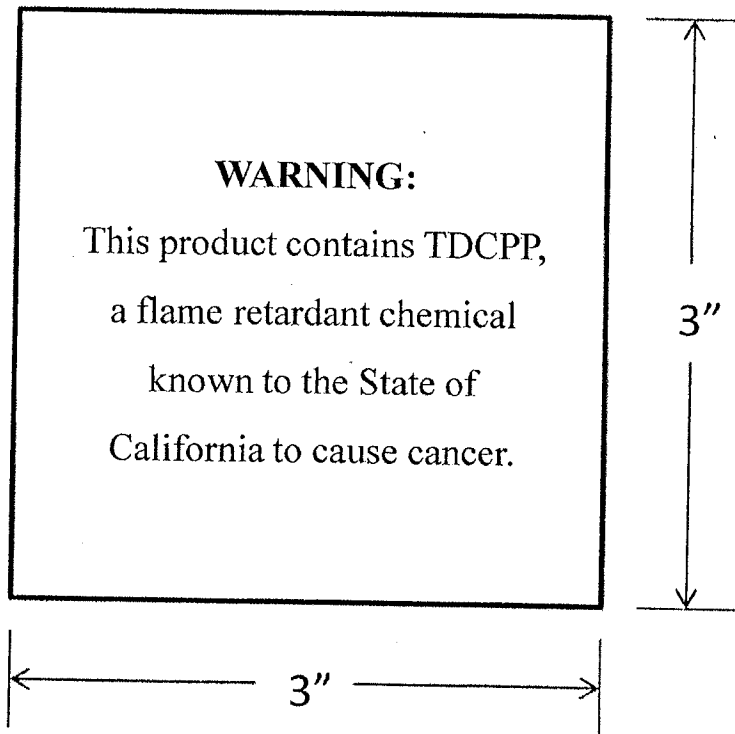 WARNING:
This product contains TDCPP,
a flame retardant chemical
known to the State of
California to cause cancer.
3″
3″